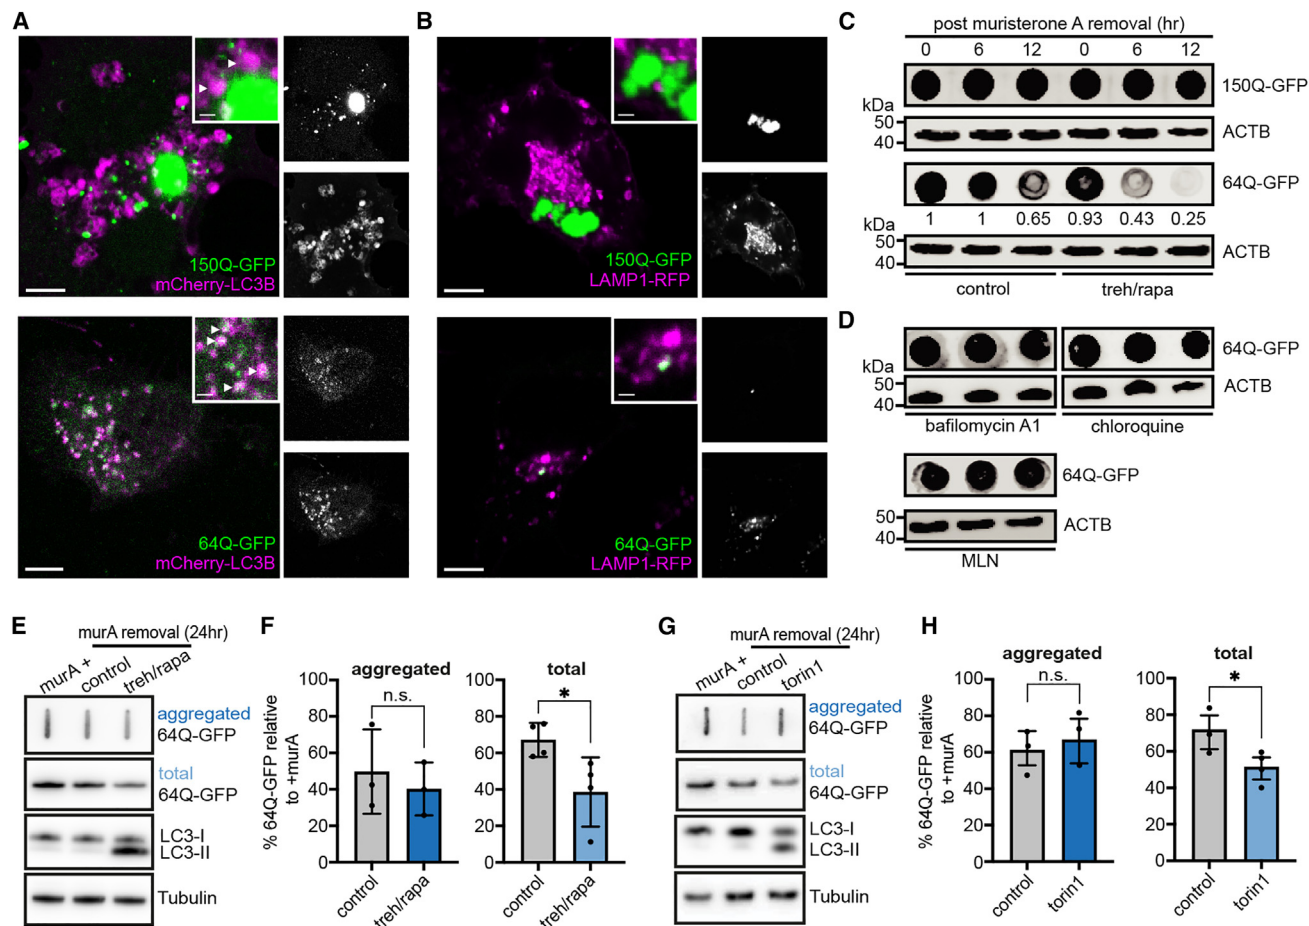 A
150Q-GFP
mCherry-LC3B
64Q-GFP
mCherry-LC3B
B
150Q-GFP
LAMP1-RFP
64Q-GFP
LAMP1-RFP
C
post muristerone A removal (hr)
0 6 12 0 6 12
150Q-GFP
kDa
50
40
ACTB
64Q-GFP
1 1 0.65 0.93 0.43 0.25
kDa
50
40
ACTB
control treh/rapa
D
64Q-GFP
kDa
50
40
ACTB
bafilomycin A1 chloroquine
64Q-GFP
50
40
ACTB
MLN
E
murA removal (24hr)
murA + control treh/rapa
aggregated
64Q-GFP
total
64Q-GFP
LC3-I
LC3-II
Tubulin
F
aggregated
n.s.
% 64Q-GFP relative
to +murA
100
80
60
40
20
0
control treh/rapa
total
*
100
80
60
40
20
0
control treh/rapa
G
murA removal (24hr)
murA + control torin1
aggregated
64Q-GFP
total
64Q-GFP
LC3-I
LC3-II
Tubulin
H
aggregated
n.s.
% 64Q-GFP relative
to +murA
100
80
60
40
20
0
control torin1
total
*
100
80
60
40
20
0
control torin1